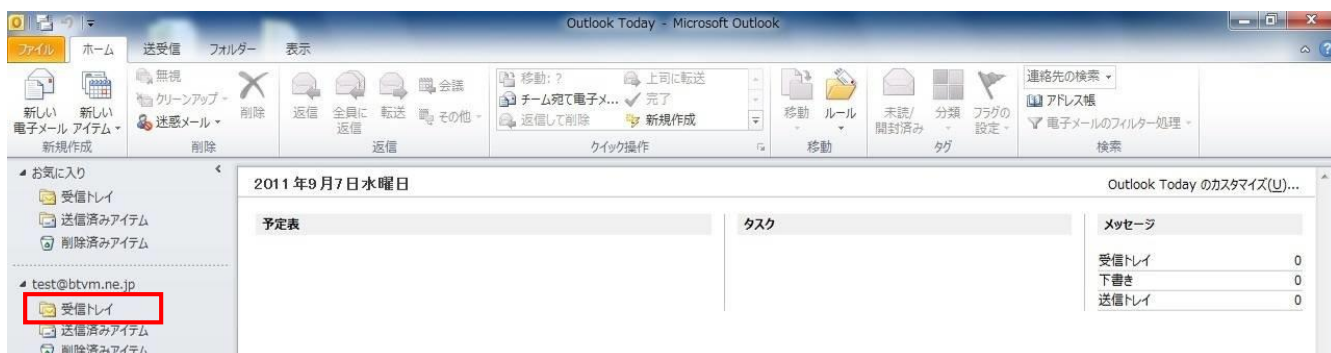 Outlook Today - Microsoft Outlook
ファイル ホーム 送受信 フォルダー 表示
新しい電子メール
新しいアイテム
新規作成
無視
クリーンアップ
迷惑メール
削除
削除
返信
全員に返信
転送
会議
その他
返信
移動: ?
チーム宛て電子メ...
返信して削除
上司に転送
完了
新規作成
クイック操作
移動
ルール
移動
未読/開封済み
分類
フラグの設定
タグ
連絡先の検索
アドレス帳
電子メールのフィルター処理
検索
お気に入り
受信トレイ
送信済みアイテム
削除済みアイテム
test@btvm.ne.jp
受信トレイ
送信済みアイテム
削除済みアイテム
2011年9月7日水曜日
Outlook Today のカスタマイズ(U)...
予定表
タスク
メッセージ
受信トレイ 0
下書き 0
送信トレイ 0